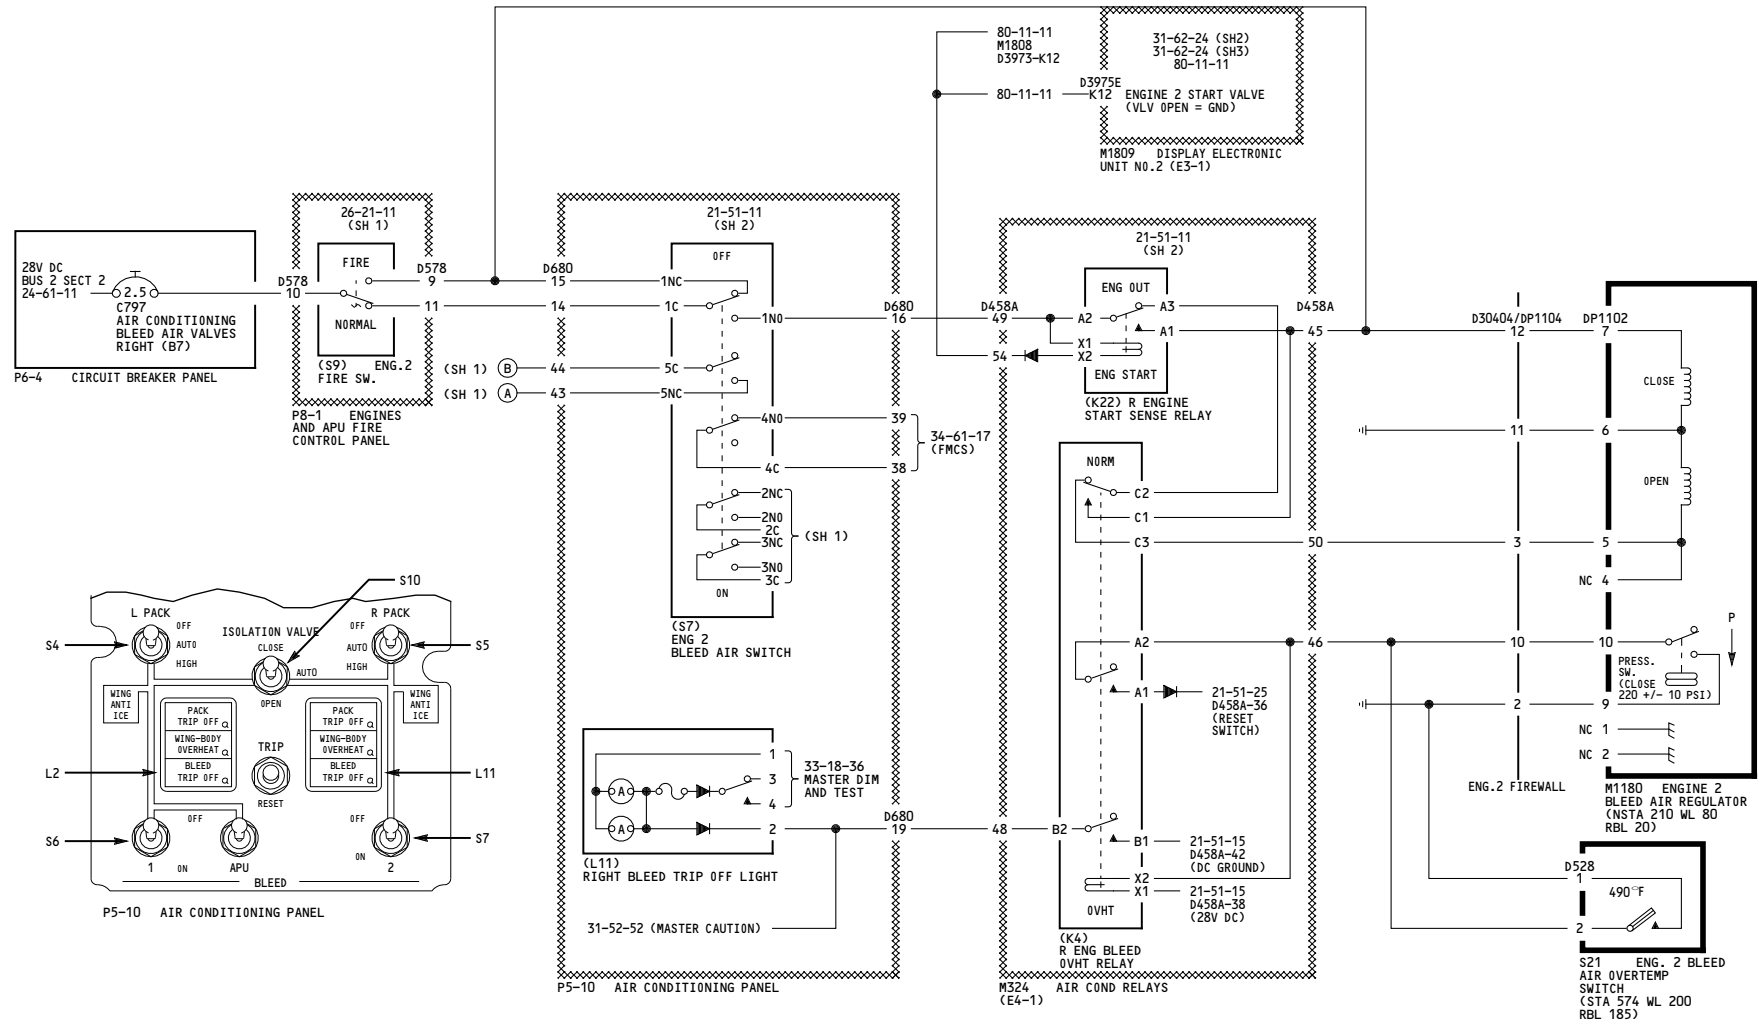 80-11-11
M1808
D3973-K12
80-11-11
D3975E
K12
31-62-24 (SH2)
31-62-24 (SH3)
80-11-11
ENGINE 2 START VALVE
(VLV OPEN = GND)
M1809 DISPLAY ELECTRONIC
UNIT NO.2 (E3-1)
28V DC
BUS 2 SECT 2
24-61-11
2.5
C797
AIR CONDITIONING
BLEED AIR VALVES
RIGHT (B7)
P6-4 CIRCUIT BREAKER PANEL
26-21-11
(SH 1)
D578
10
FIRE
NORMAL
D578
9
11
(S9) ENG.2
FIRE SW.
P8-1 ENGINES
AND APU FIRE
CONTROL PANEL
D680
15
14
(SH 1) B 44
(SH 1) A 43
21-51-11
(SH 2)
OFF
1NC
1C
1NO
5C
5NC
4NO
4C
2NC
2NO
2C
3NC
3NO
3C
(SH 1)
ON
(S7)
ENG 2
BLEED AIR SWITCH
D680
16
39
38
34-61-17
(FMCS)
1
3
4
2
A
A
33-18-36
MASTER DIM
AND TEST
(L11)
RIGHT BLEED TRIP OFF LIGHT
D680
19
31-52-52 (MASTER CAUTION)
P5-10 AIR CONDITIONING PANEL
21-51-11
(SH 2)
D458A
49
54
ENG OUT
A2
A3
A1
X1
X2
ENG START
(K22) R ENGINE
START SENSE RELAY
D458A
45
NORM
C2
C1
C3
50
A2
46
A1
21-51-25
D458A-36
(RESET
SWITCH)
48
B2
B1
21-51-15
D458A-42
(DC GROUND)
X2
X1
21-51-15
D458A-38
(28V DC)
OVHT
(K4)
R ENG BLEED
OVHT RELAY
M324 AIR COND RELAYS
(E4-1)
D30404/DP1104
12
11
3
10
2
ENG.2 FIREWALL
DP1102
7
6
5
NC 4
10
9
NC 1
NC 2
CLOSE
OPEN
P
PRESS.
SW.
(CLOSE
220 +/- 10 PSI)
M1180 ENGINE 2
BLEED AIR REGULATOR
(NSTA 210 WL 80
RBL 20)
D528
1
2
490°F
S21 ENG. 2 BLEED
AIR OVERTEMP
SWITCH
(STA 574 WL 200
RBL 185)
S10
L PACK
R PACK
OFF
AUTO
HIGH
ISOLATION VALVE
CLOSE
AUTO
OPEN
OFF
AUTO
HIGH
S4
S5
WING
ANTI
ICE
WING
ANTI
ICE
PACK
TRIP OFF
WING-BODY
OVERHEAT
BLEED
TRIP OFF
PACK
TRIP OFF
WING-BODY
OVERHEAT
BLEED
TRIP OFF
TRIP
RESET
L2
L11
OFF
OFF
S6
S7
1
ON
APU
ON
2
BLEED
P5-10 AIR CONDITIONING PANEL